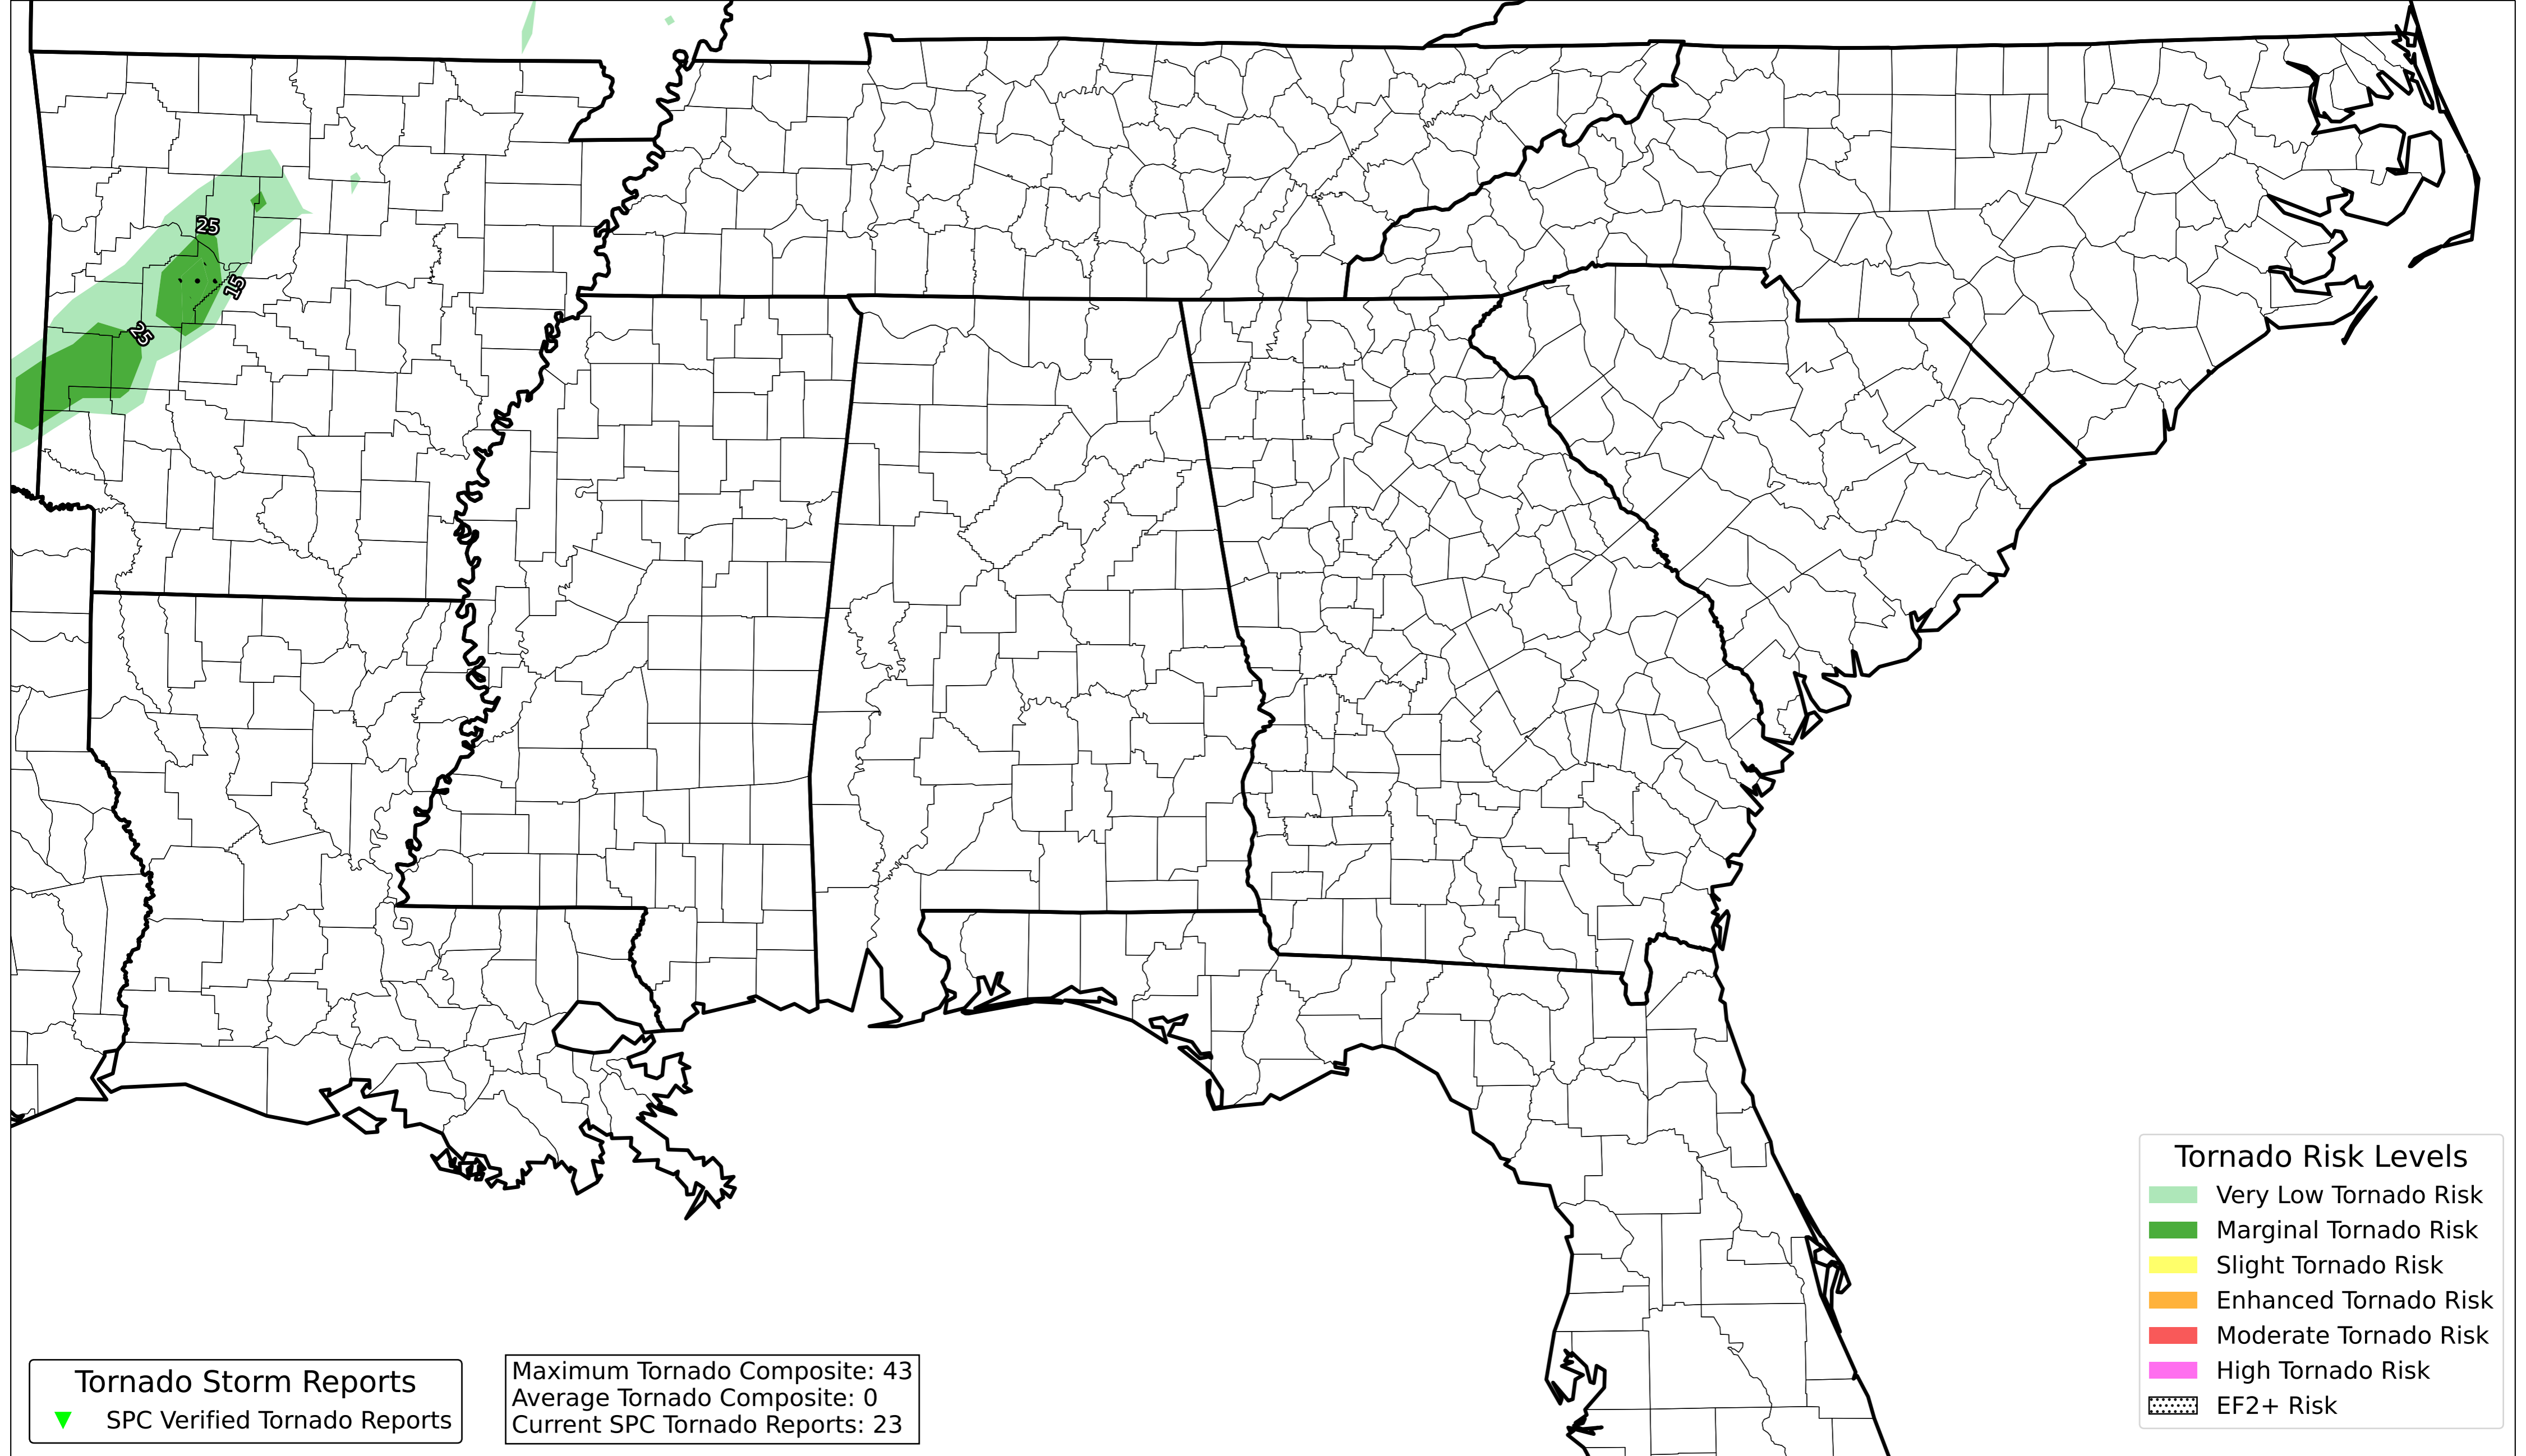 25
15
25
Tornado Storm Reports
SPC Verified Tornado Reports
Maximum Tornado Composite: 43
Average Tornado Composite: 0
Current SPC Tornado Reports: 23
Tornado Risk Levels
Very Low Tornado Risk
Marginal Tornado Risk
Slight Tornado Risk
Enhanced Tornado Risk
Moderate Tornado Risk
High Tornado Risk
EF2+ Risk